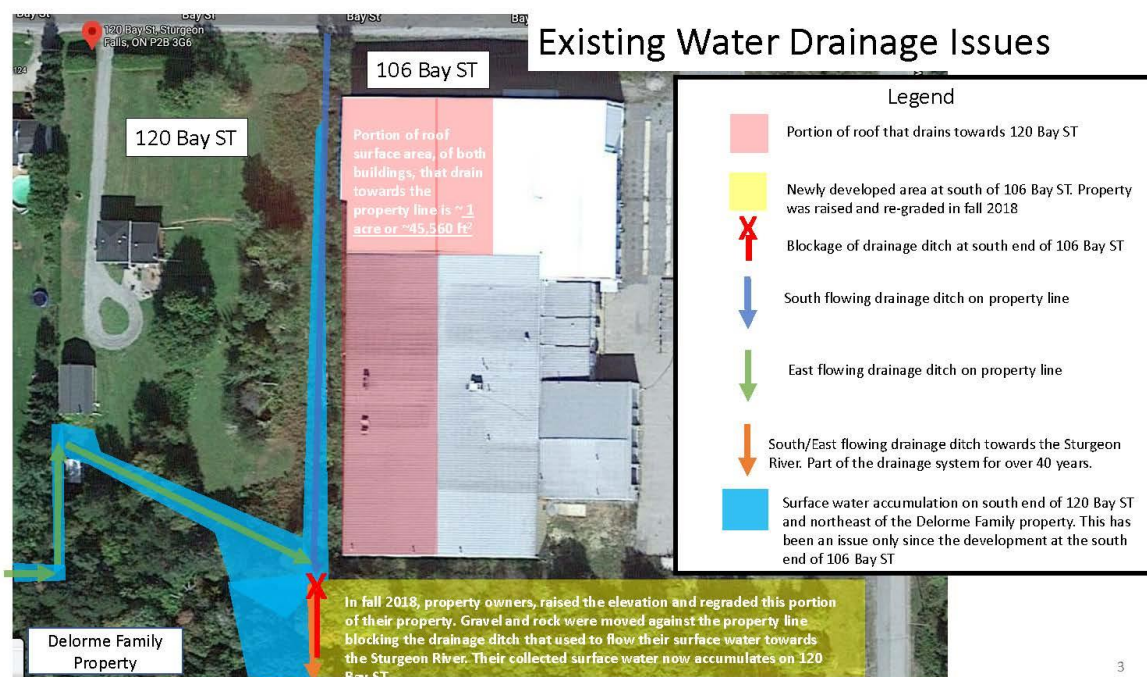 Bay St
Bay St
Bay St
Bay
120 Bay St, Sturgeon
Falls, ON P2B 3G6
124
Existing Water Drainage Issues
106 Bay ST
120 Bay ST
Portion of roof
surface area, of both
buildings, that drain
towards the
property line is ~ 1
acre or ~45,560 ft²
Legend
Portion of roof that drains towards 120 Bay ST
Newly developed area at south of 106 Bay ST. Property
was raised and re-graded in fall 2018
X
Blockage of drainage ditch at south end of 106 Bay ST
South flowing drainage ditch on property line
East flowing drainage ditch on property line
South/East flowing drainage ditch towards the Sturgeon
River. Part of the drainage system for over 40 years.
Surface water accumulation on south end of 120 Bay ST
and northeast of the Delorme Family property. This has
been an issue only since the development at the south
end of 106 Bay ST
X
In fall 2018, property owners, raised the elevation and regraded this portion
of their property. Gravel and rock were moved against the property line
blocking the drainage ditch that used to flow their surface water towards
the Sturgeon River. Their collected surface water now accumulates on 120
Bay ST
Delorme Family
Property
3